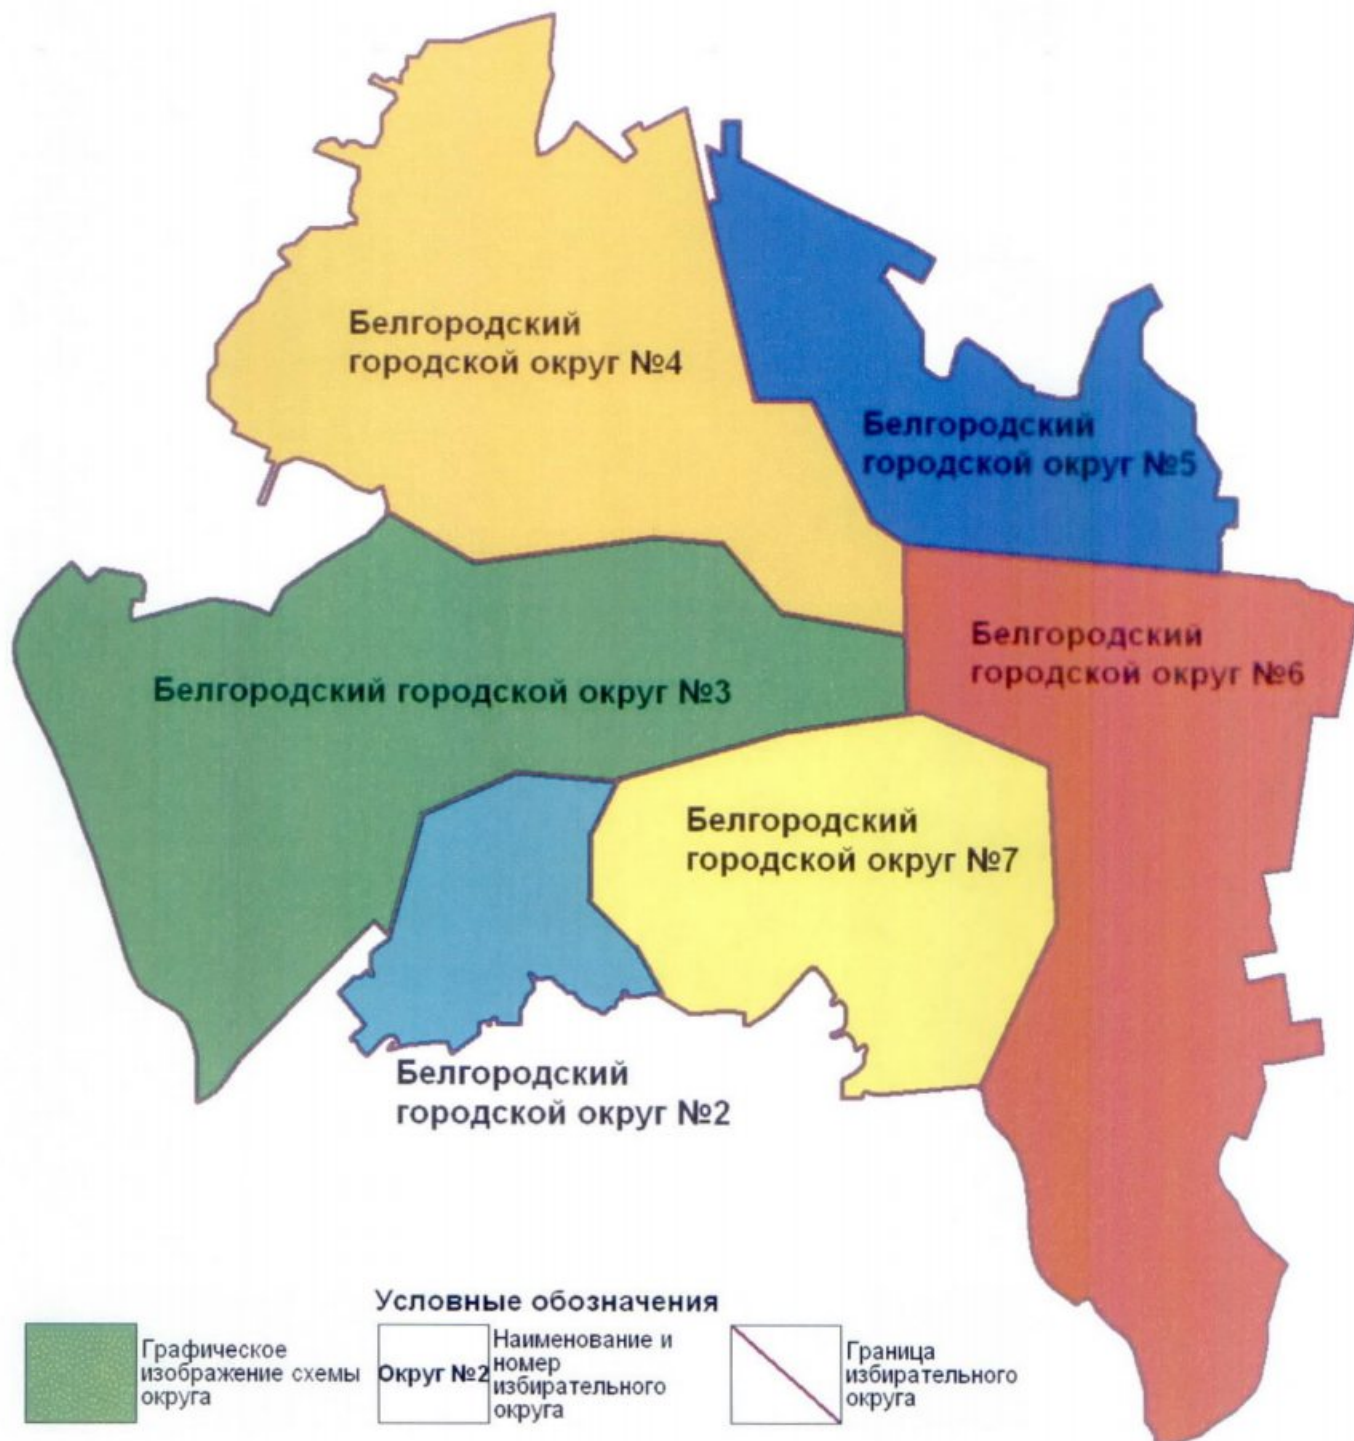 Белгородский
городской округ №4
Белгородский
городской округ №5
Белгородский
городской округ №6
Белгородский городской округ №3
Белгородский
городской округ №7
Белгородский
городской округ №2
Условные обозначения
Графическое
изображение схемы
округа
Округ №2
Наименование и
номер
избирательного
округа
Граница
избирательного
округа